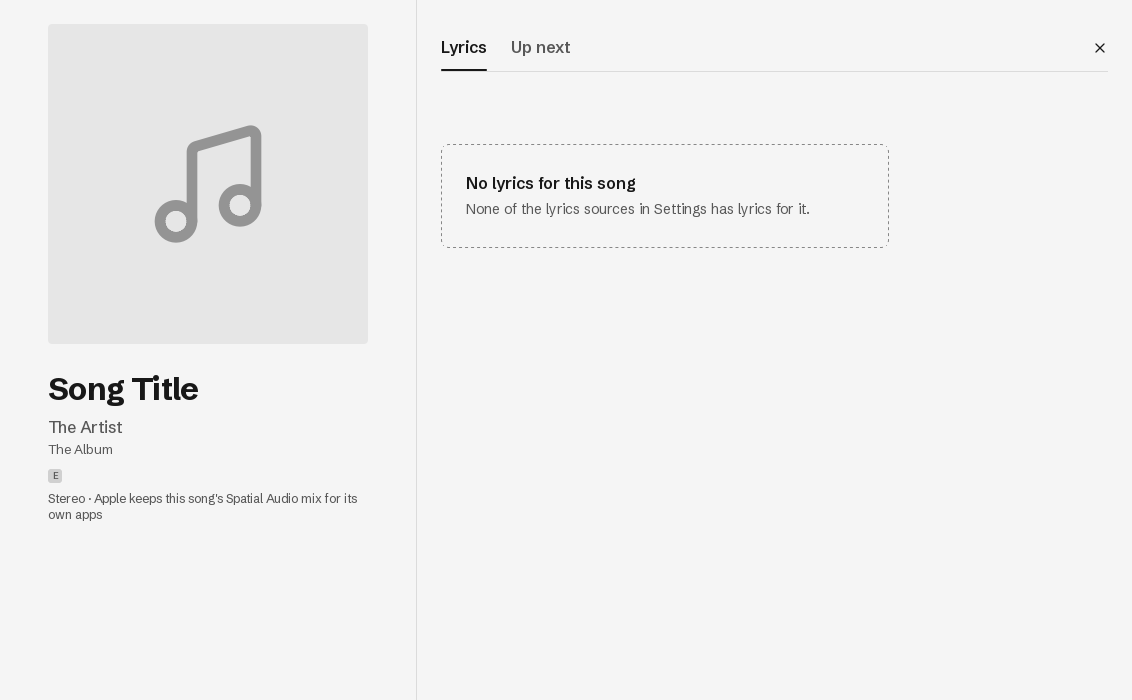 Lyrics
Up next
No lyrics for this song
None of the lyrics sources in Settings has lyrics for it.
Song Title
The Artist
The Album
E
Stereo · Apple keeps this song's Spatial Audio mix for its
own apps